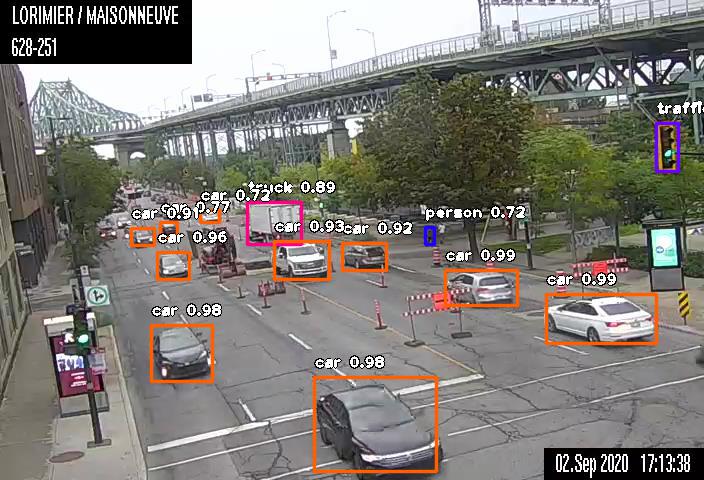 LORIMIER / MAISONNEUVE
628-251
traffic
truck 0.89
car 0.72
car 0.77
car 0.91
car 0.93
car 0.92
person 0.72
car 0.96
car 0.99
car 0.99
car 0.98
car 0.98
02.Sep 2020 17:13:38